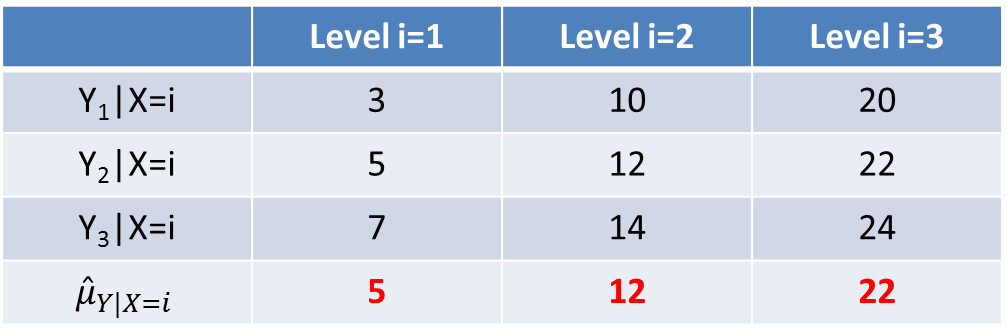 Level i=1 Level i=2 Level i=3
Y₁|X=i 3 10 20
Y₂|X=i 5 12 22
Y₃|X=i 7 14 24
μ̂_{Y|X=i} 5 12 22